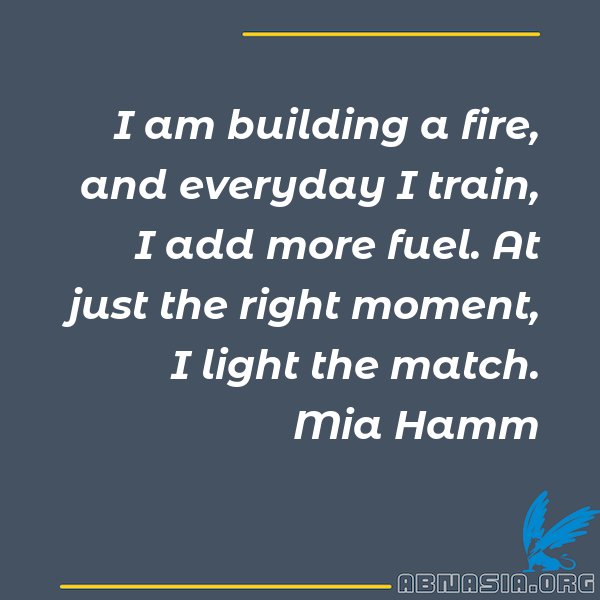 I am building a fire,
and everyday I train,
I add more fuel. At
just the right moment,
I light the match.
Mia Hamm
ABNASIA.ORG